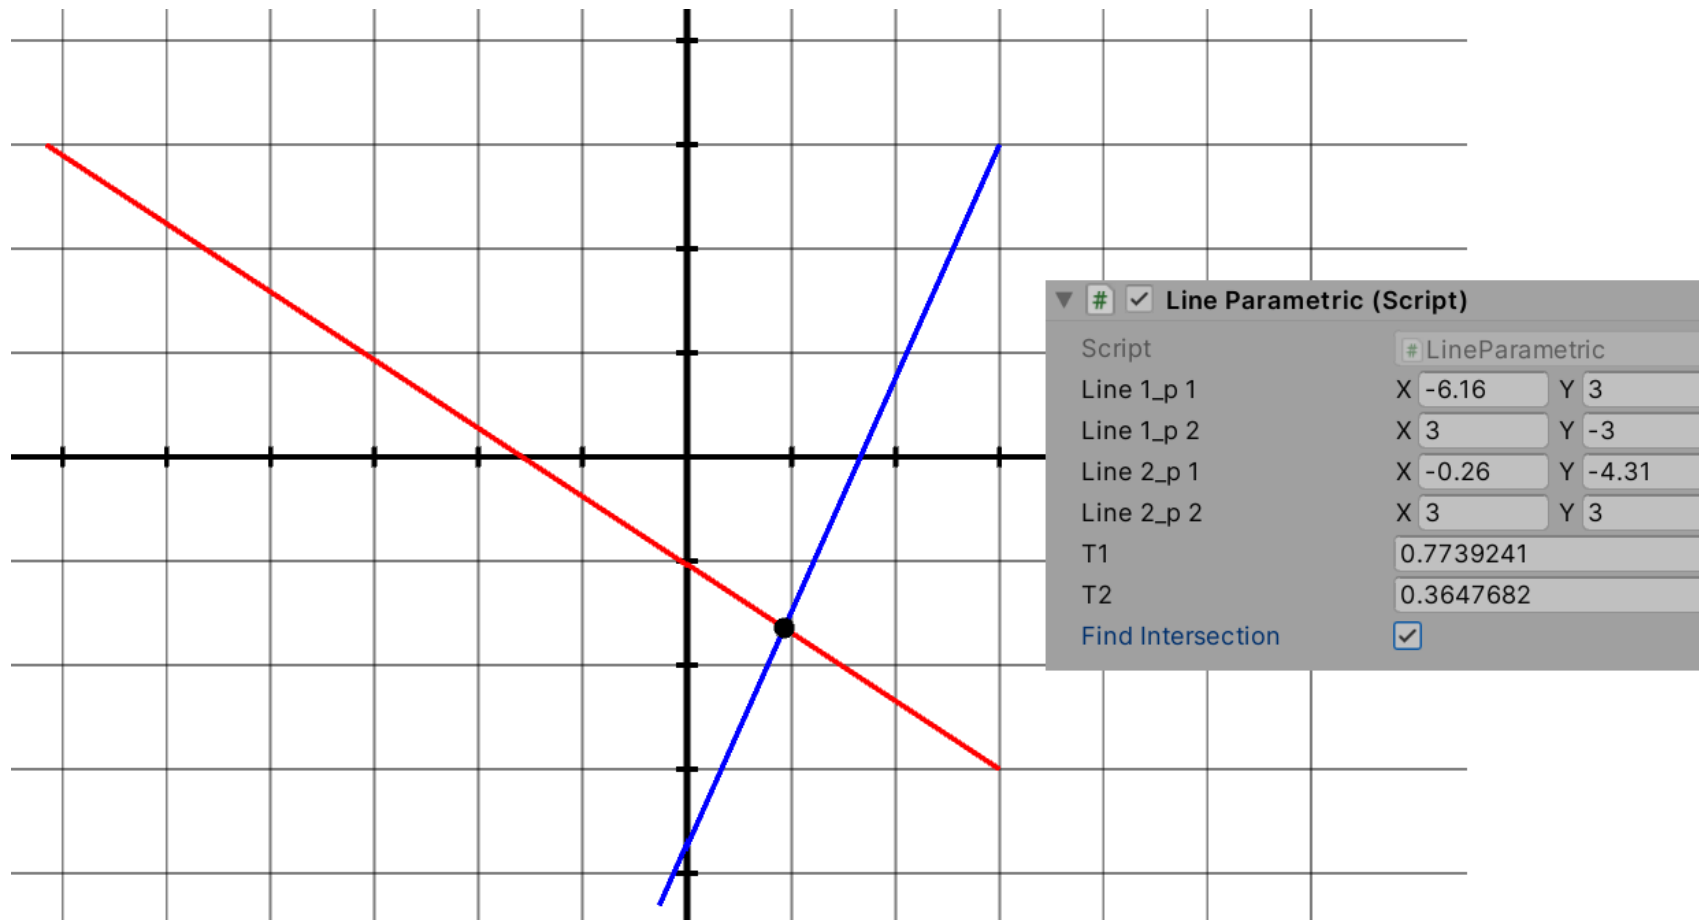 Line Parametric (Script)
Script # LineParametric
Line 1_p 1 X -6.16 Y 3
Line 1_p 2 X 3 Y -3
Line 2_p 1 X -0.26 Y -4.31
Line 2_p 2 X 3 Y 3
T1 0.7739241
T2 0.3647682
Find Intersection